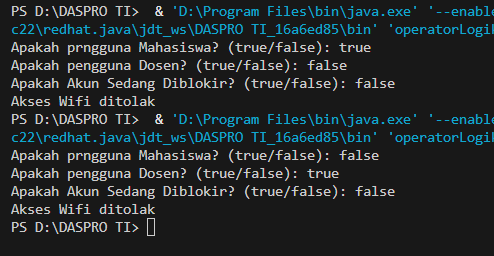 PS D:\DASPRO TI>  & 'D:\Program Files\bin\java.exe' '--enable
c22\redhat.java\jdt_ws\DASPRO TI_16a6ed85\bin' 'operatorLogik
Apakah prngguna Mahasiswa? (true/false): true
Apakah pengguna Dosen? (true/false): false
Apakah Akun Sedang Diblokir? (true/false): false
Akses Wifi ditolak
PS D:\DASPRO TI>  & 'D:\Program Files\bin\java.exe' '--enable
c22\redhat.java\jdt_ws\DASPRO TI_16a6ed85\bin' 'operatorLogik
Apakah prngguna Mahasiswa? (true/false): false
Apakah pengguna Dosen? (true/false): true
Apakah Akun Sedang Diblokir? (true/false): false
Akses Wifi ditolak
PS D:\DASPRO TI>